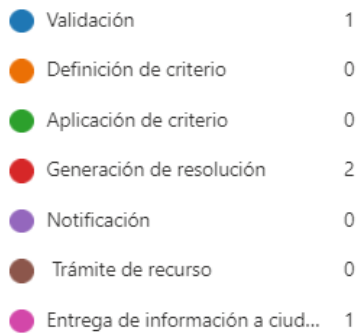 Validación 1
Definición de criterio 0
Aplicación de criterio 0
Generación de resolución 2
Notificación 0
Trámite de recurso 0
Entrega de información a ciud... 1